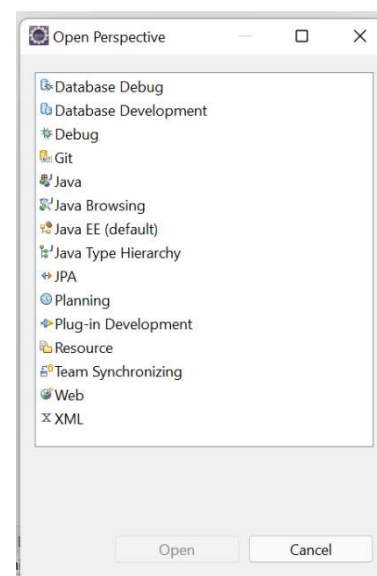 Open Perspective
Database Debug
Database Development
Debug
Git
Java
Java Browsing
Java EE (default)
Java Type Hierarchy
JPA
Planning
Plug-in Development
Resource
Team Synchronizing
Web
XML
Open
Cancel